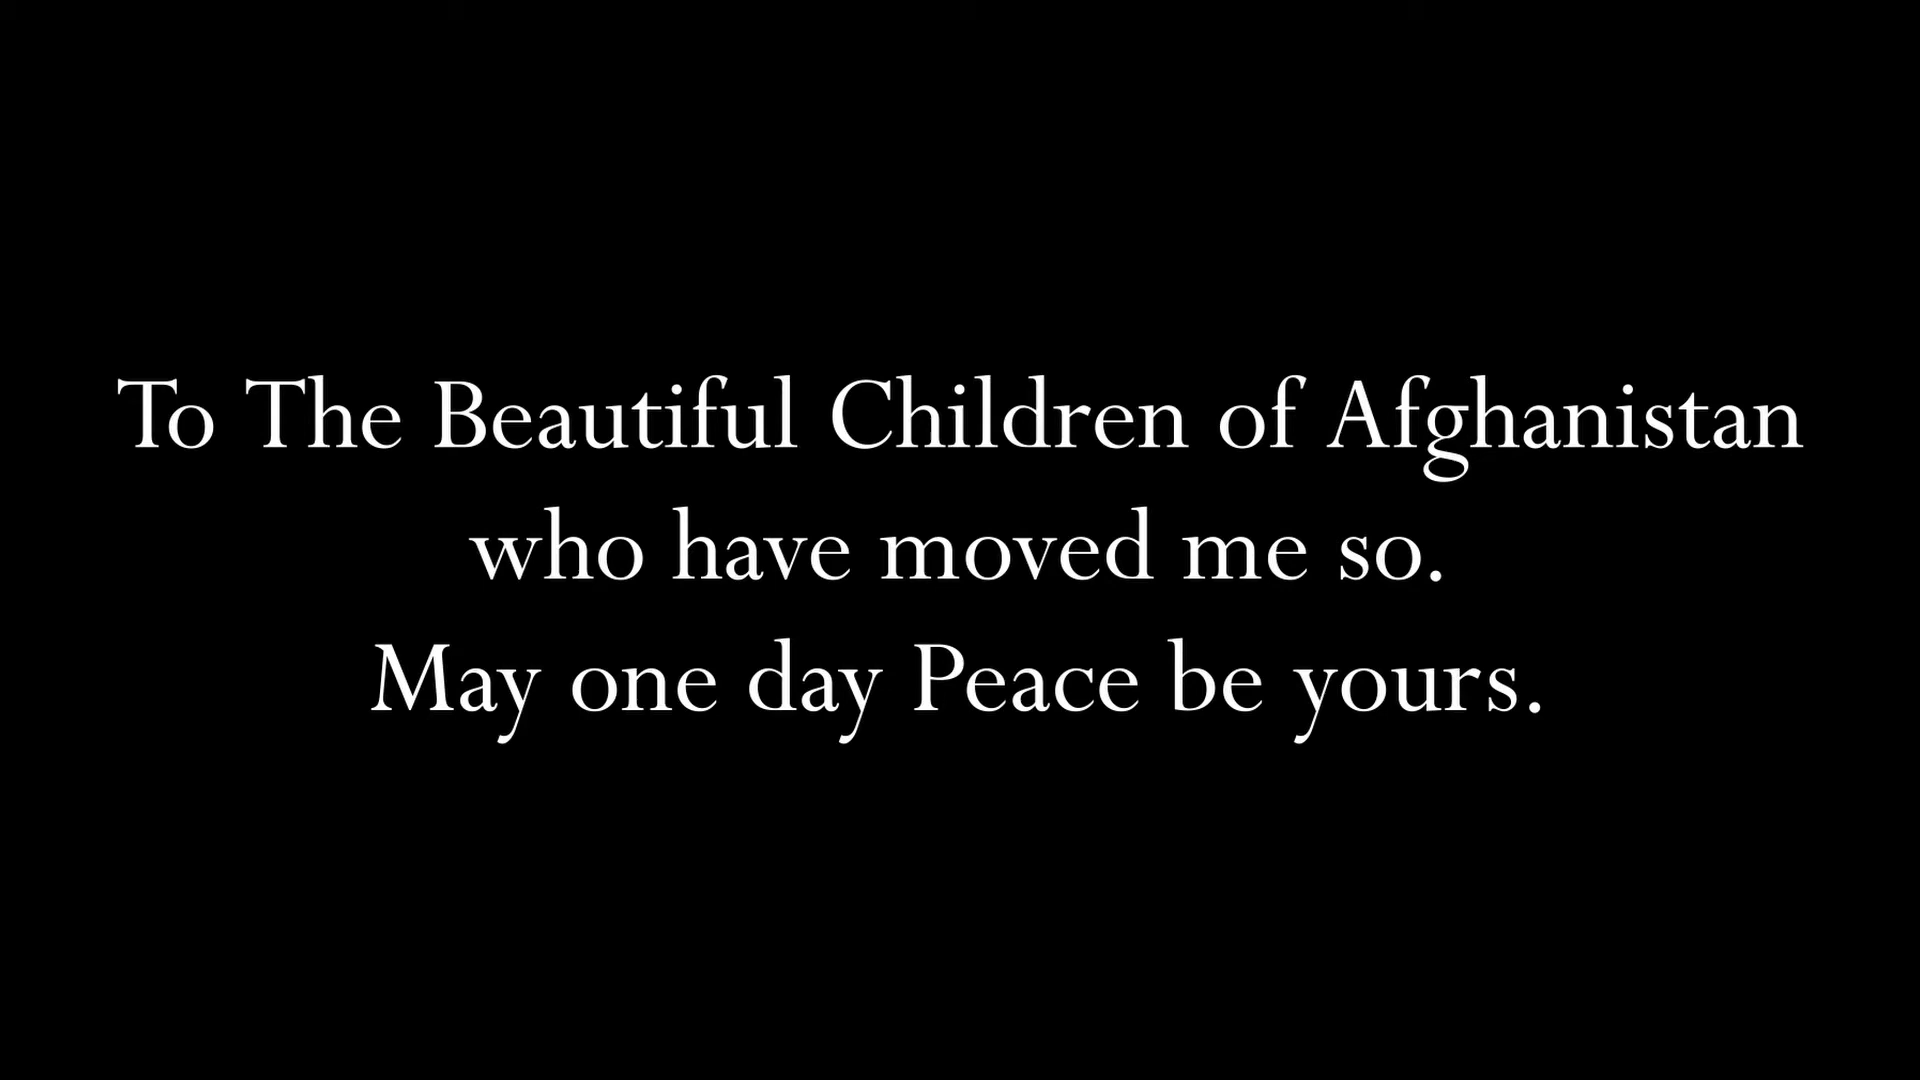 To The Beautiful Children of Afghanistan
who have moved me so.
May one day Peace be yours.